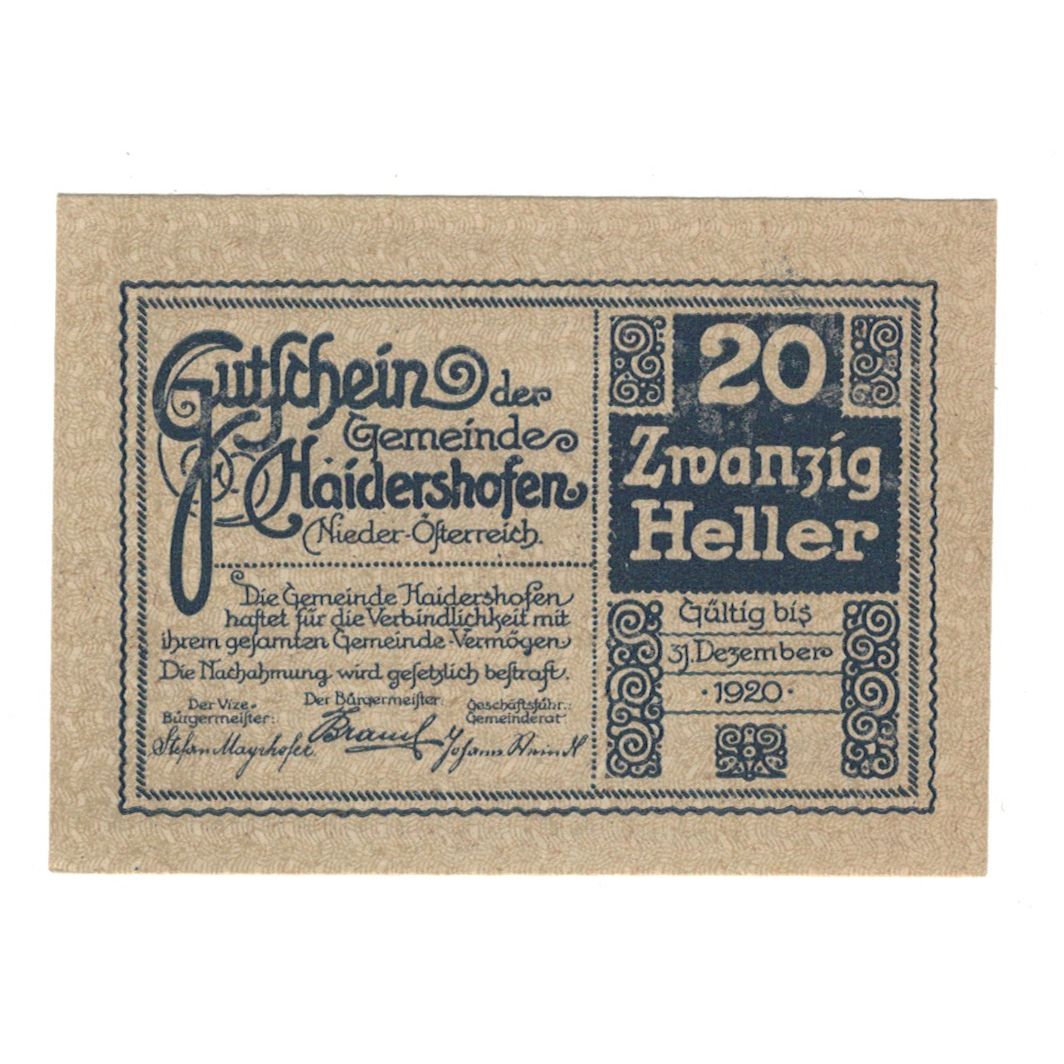 Gutschein der
Gemeinde
Haidershofen
(Nieder-Österreich.
Die Gemeinde Haidershofen
haftet für die Verbindlichkeit mit
ihrem gesamten Gemeinde-Vermögen
Die Nachahmung wird gesetzlich bestraft.
Der Vize-
Bürgermeister:
Stefan Mayrhofer
Der Bürgermeister:
Geschäftsführ.:
Gemeinderat
Johann
20
Zwanzig
Heller
Gültig bis
31. Dezember
· 1920 ·